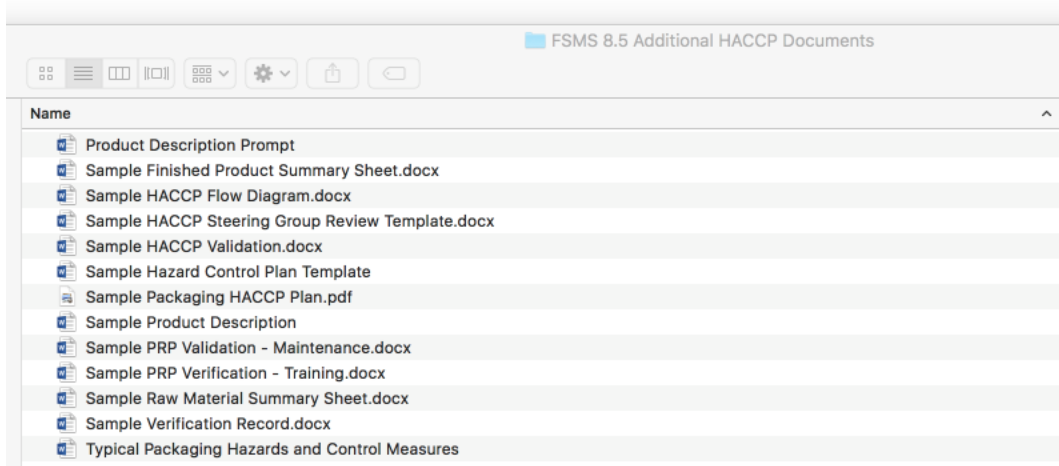 FSMS 8.5 Additional HACCP Documents
Name
Product Description Prompt
Sample Finished Product Summary Sheet.docx
Sample HACCP Flow Diagram.docx
Sample HACCP Steering Group Review Template.docx
Sample HACCP Validation.docx
Sample Hazard Control Plan Template
Sample Packaging HACCP Plan.pdf
Sample Product Description
Sample PRP Validation - Maintenance.docx
Sample PRP Verification - Training.docx
Sample Raw Material Summary Sheet.docx
Sample Verification Record.docx
Typical Packaging Hazards and Control Measures